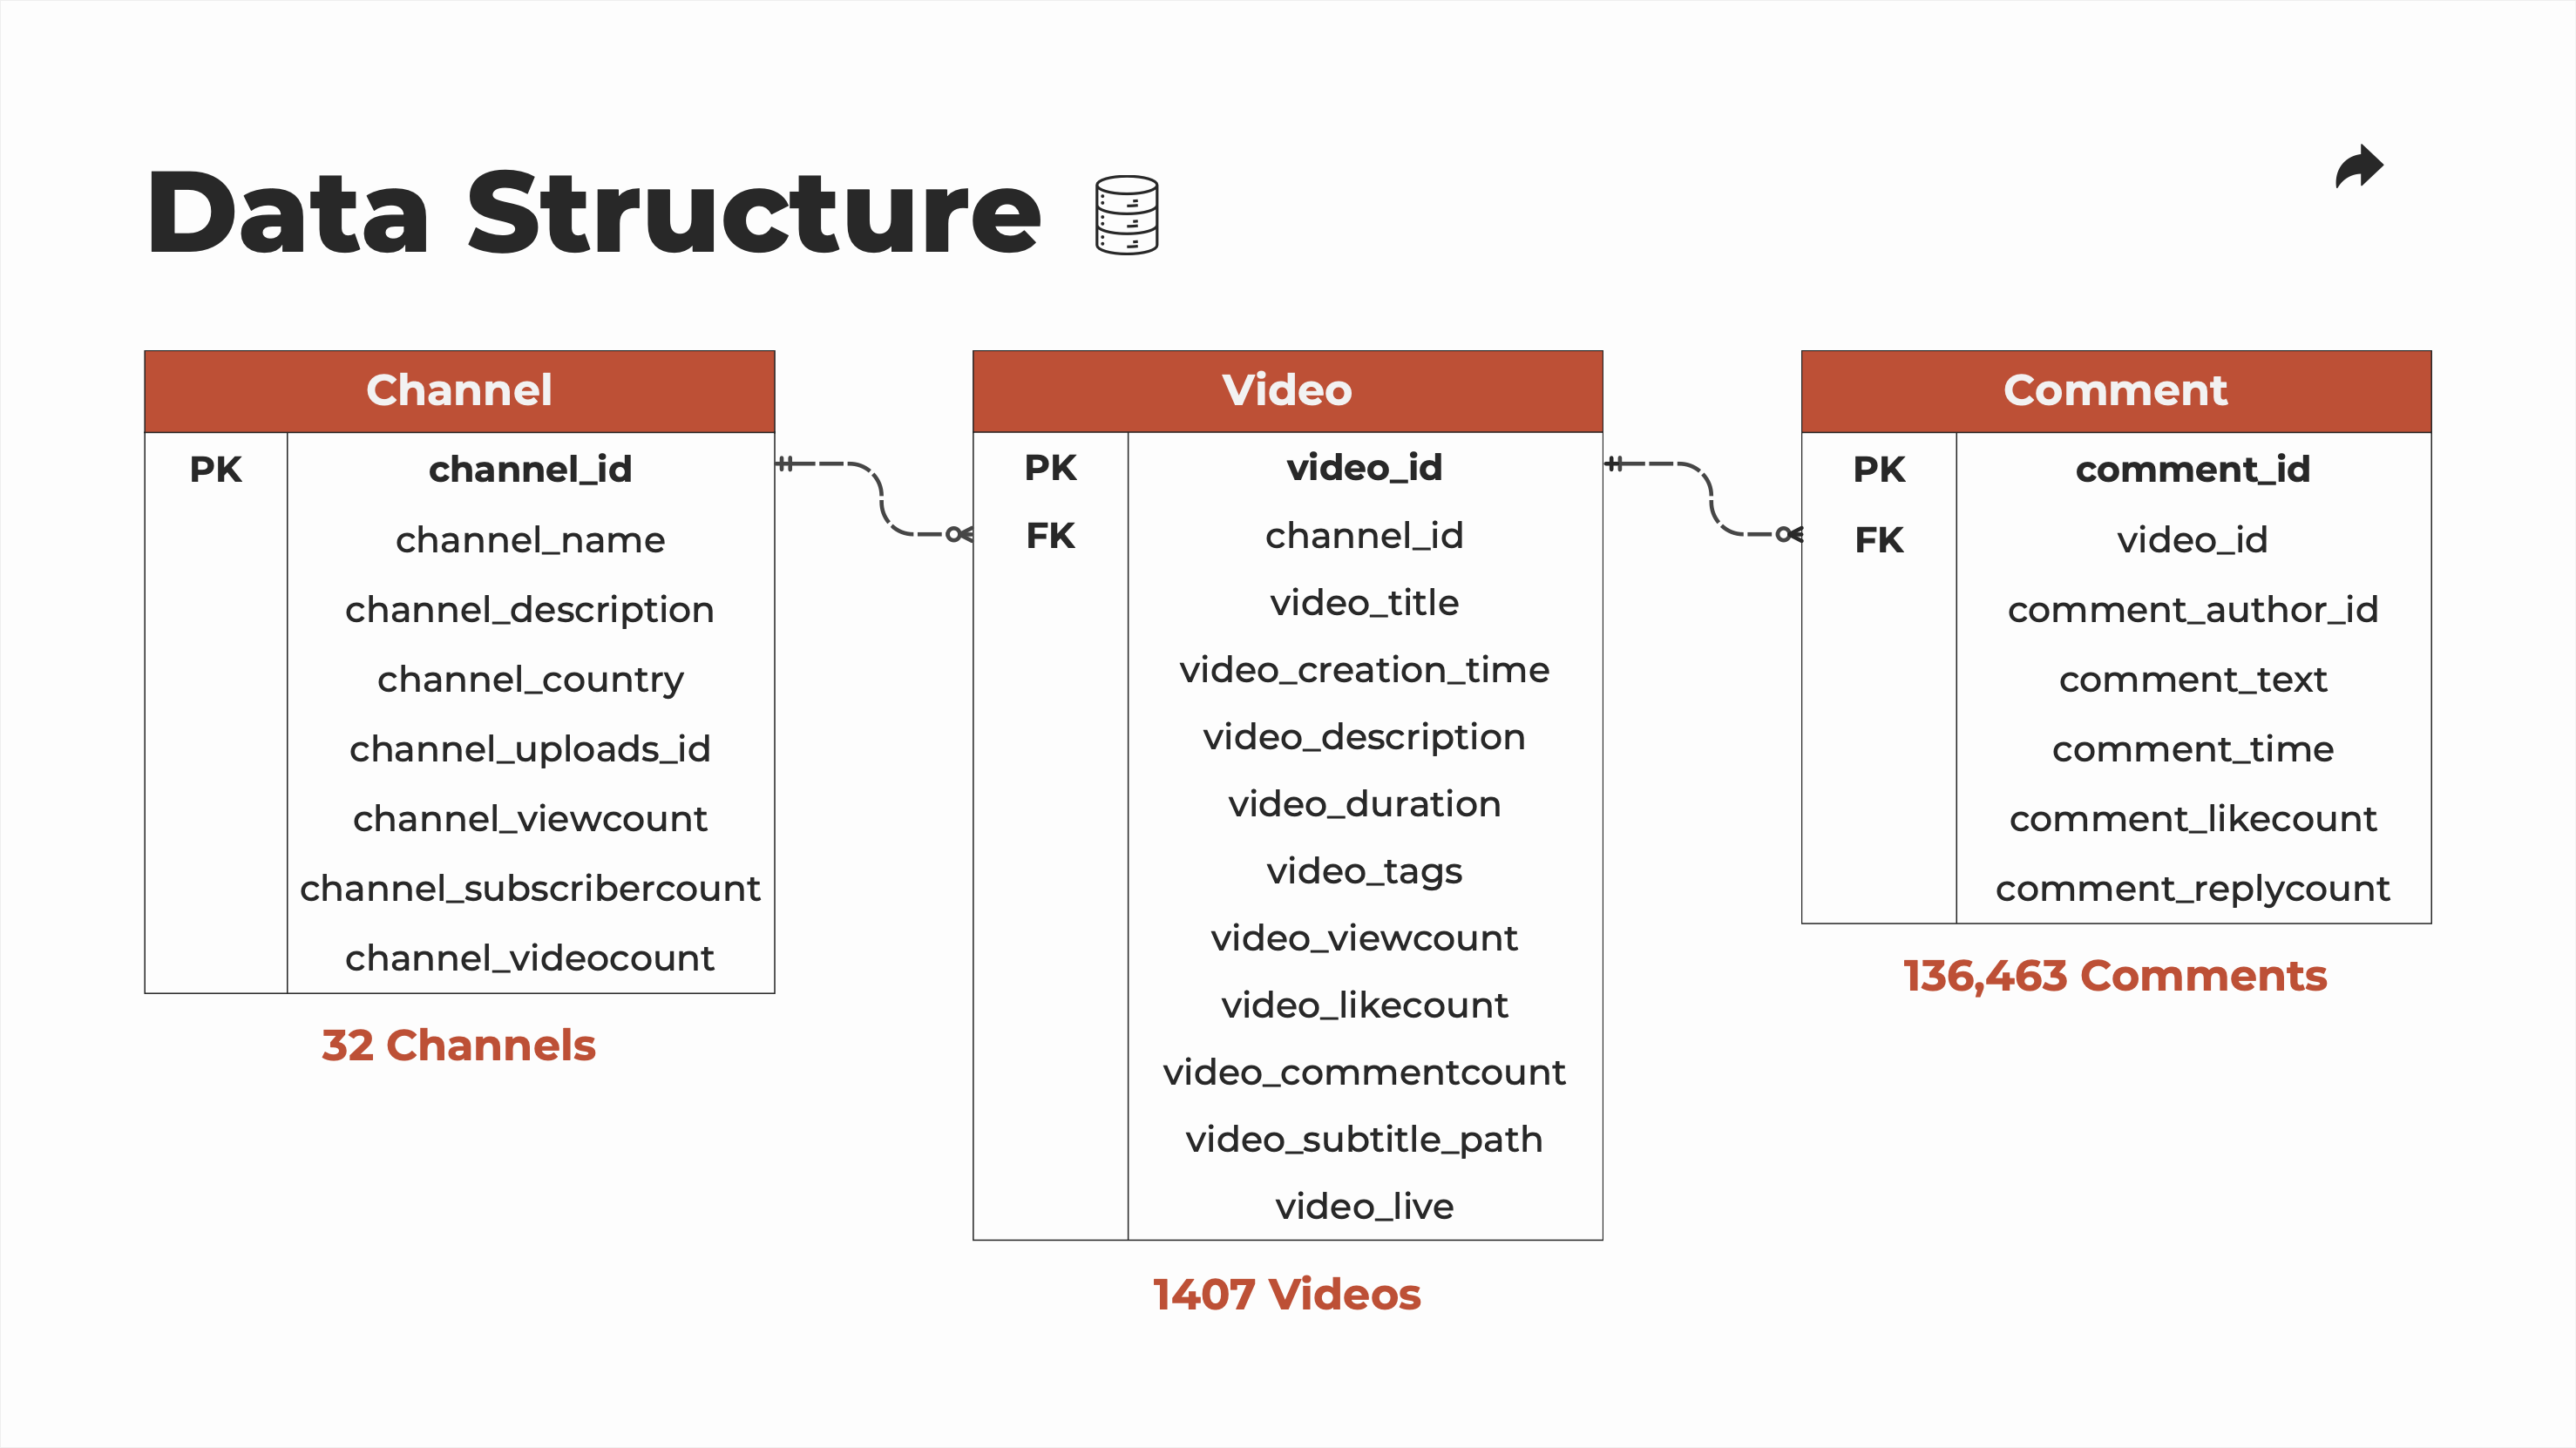 Data Structure
Channel
PK channel_id
channel_name
channel_description
channel_country
channel_uploads_id
channel_viewcount
channel_subscribercount
channel_videocount
32 Channels
Video
PK video_id
FK channel_id
video_title
video_creation_time
video_description
video_duration
video_tags
video_viewcount
video_likecount
video_commentcount
video_subtitle_path
video_live
1407 Videos
Comment
PK comment_id
FK video_id
comment_author_id
comment_text
comment_time
comment_likecount
comment_replycount
136,463 Comments